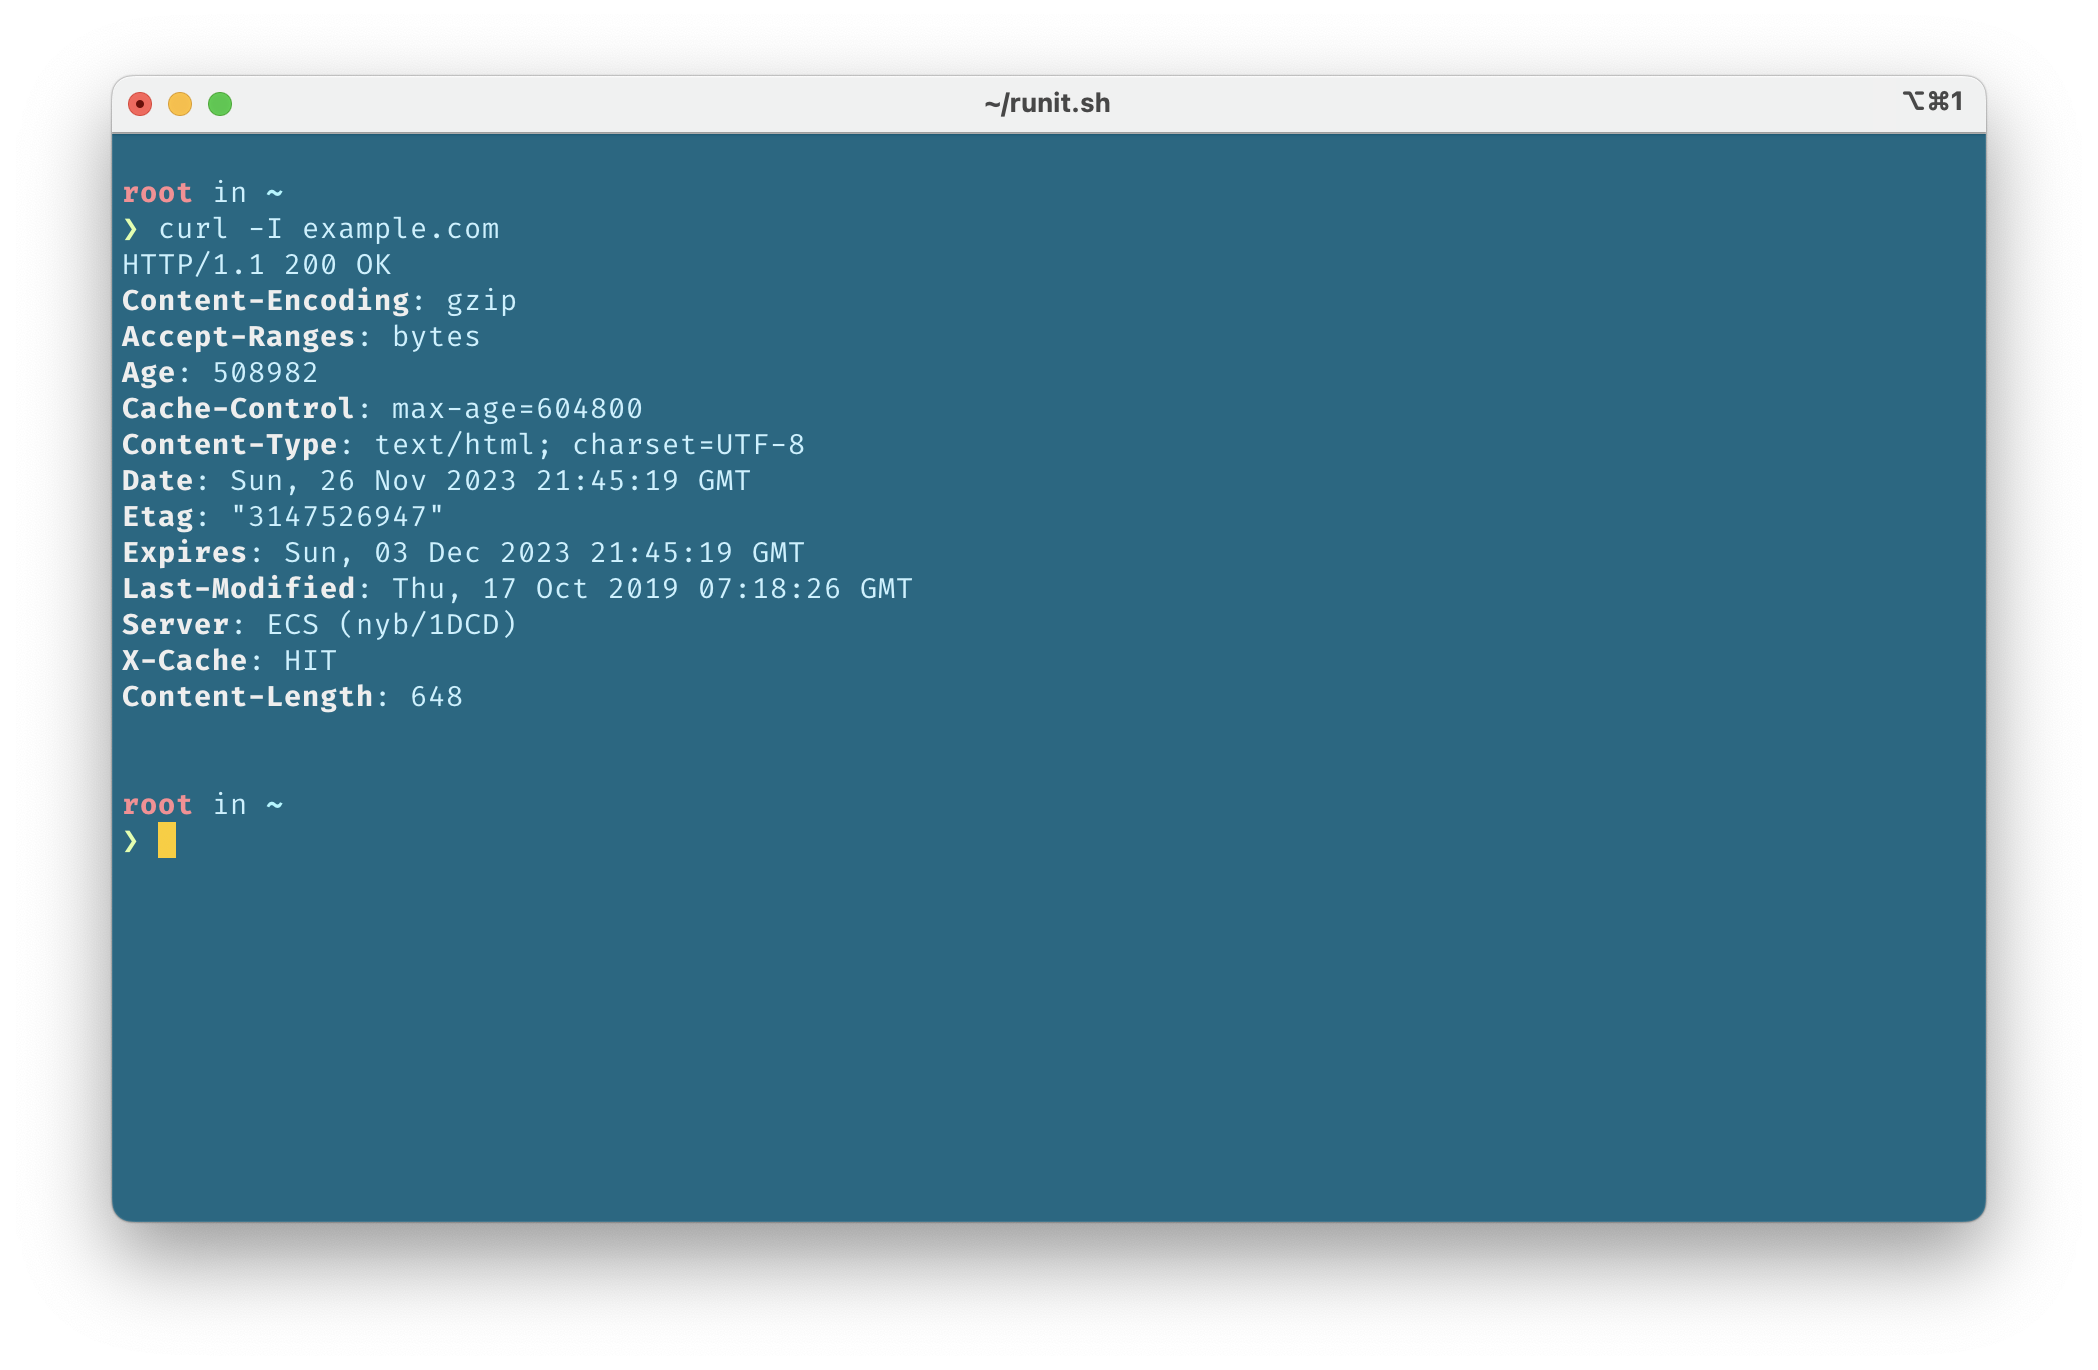 ~/runit.sh
⌥⌘1
root in ~
❯ curl -I example.com
HTTP/1.1 200 OK
Content-Encoding: gzip
Accept-Ranges: bytes
Age: 508982
Cache-Control: max-age=604800
Content-Type: text/html; charset=UTF-8
Date: Sun, 26 Nov 2023 21:45:19 GMT
Etag: "3147526947"
Expires: Sun, 03 Dec 2023 21:45:19 GMT
Last-Modified: Thu, 17 Oct 2019 07:18:26 GMT
Server: ECS (nyb/1DCD)
X-Cache: HIT
Content-Length: 648
root in ~
❯